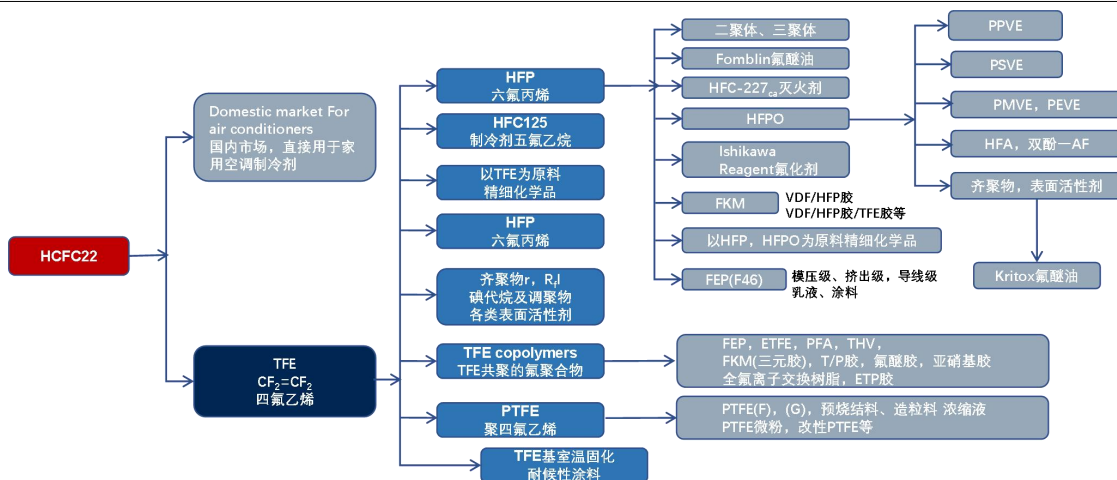 HCFC22
Domestic market For
air conditioners
国内市场，直接用于家
用空调制冷剂
TFE
CF₂=CF₂
四氟乙烯
HFP
六氟丙烯
HFC125
制冷剂五氟乙烷
以TFE为原料
精细化学品
HFP
六氟丙烯
齐聚物r，RfI
碘代烷及调聚物
各类表面活性剂
TFE copolymers
TFE共聚的氟聚合物
PTFE
聚四氟乙烯
TFE基室温固化
耐候性涂料
二聚体、三聚体
Fomblin氟醚油
HFC-227ca灭火剂
HFPO
Ishikawa
Reagent氟化剂
FKM
VDF/HFP胶
VDF/HFP胶/TFE胶等
以HFP，HFPO为原料精细化学品
FEP(F46)
模压级、挤出级，导线级
乳液、涂料
FEP，ETFE，PFA，THV，
FKM(三元胶)，T/P胶，氟醚胶，亚硝基胶
全氟离子交换树脂，ETP胶
PTFE(F)，(G)，预烧结料、造粒料 浓缩液
PTFE微粉，改性PTFE等
PPVE
PSVE
PMVE，PEVE
HFA，双酚一AF
齐聚物，表面活性剂
Kritox氟醚油